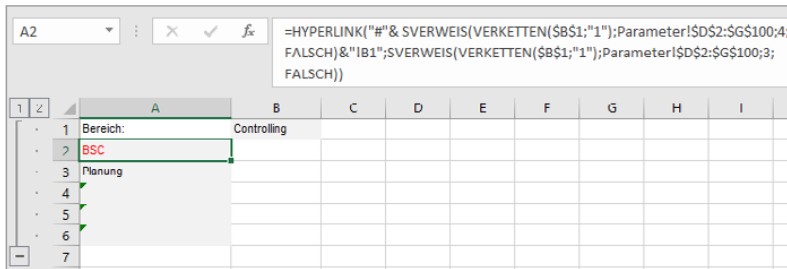 A2 fx =HYPERLINK("#"& SVERWEIS(VERKETTEN($B$1;"1");Parameter!$D$2:$G$100;4;
FALSCH)&"!B1";SVERWEIS(VERKETTEN($B$1;"1");Parameter!$D$2:$G$100;3;
FALSCH))
1 2 A B C D E F G H I
1 Bereich: Controlling
2 BSC
3 Planung
4
5
6
7